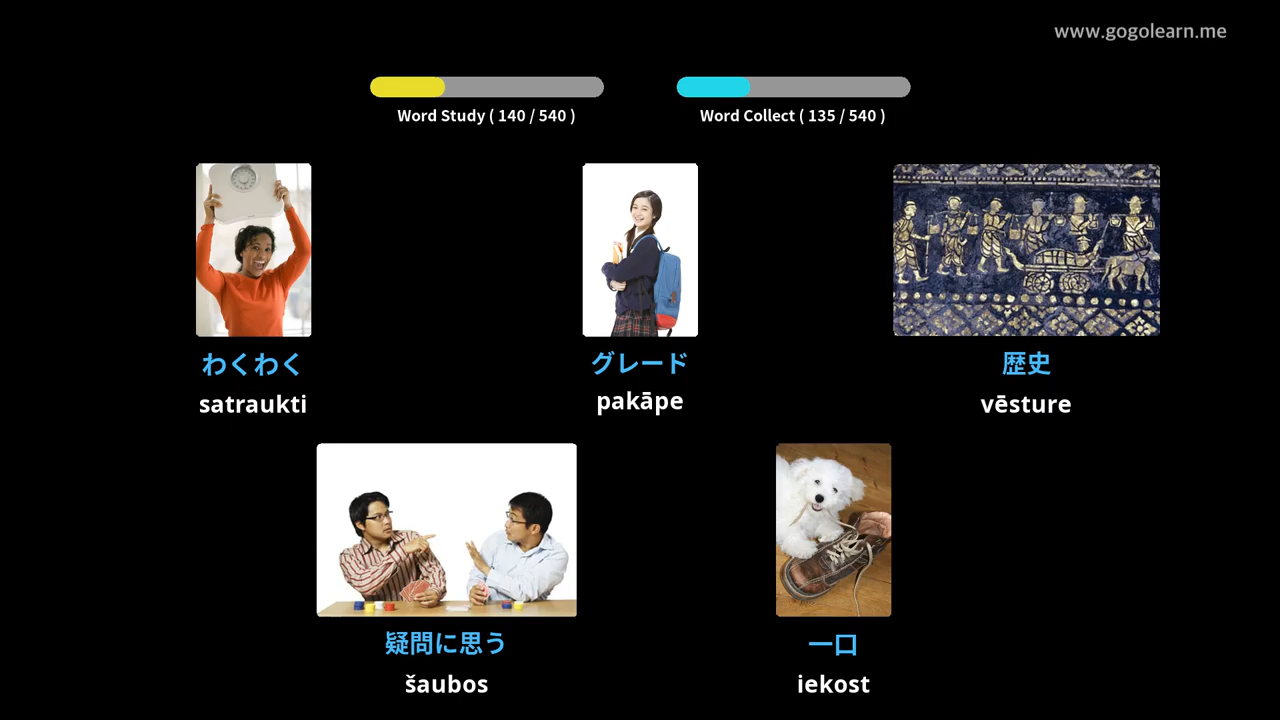 www.gogolearn.me
Word Study ( 140 / 540 )
Word Collect ( 135 / 540 )
わくわく
satraukti
グレード
pakāpe
歴史
vēsture
疑問に思う
šaubos
一口
iekost